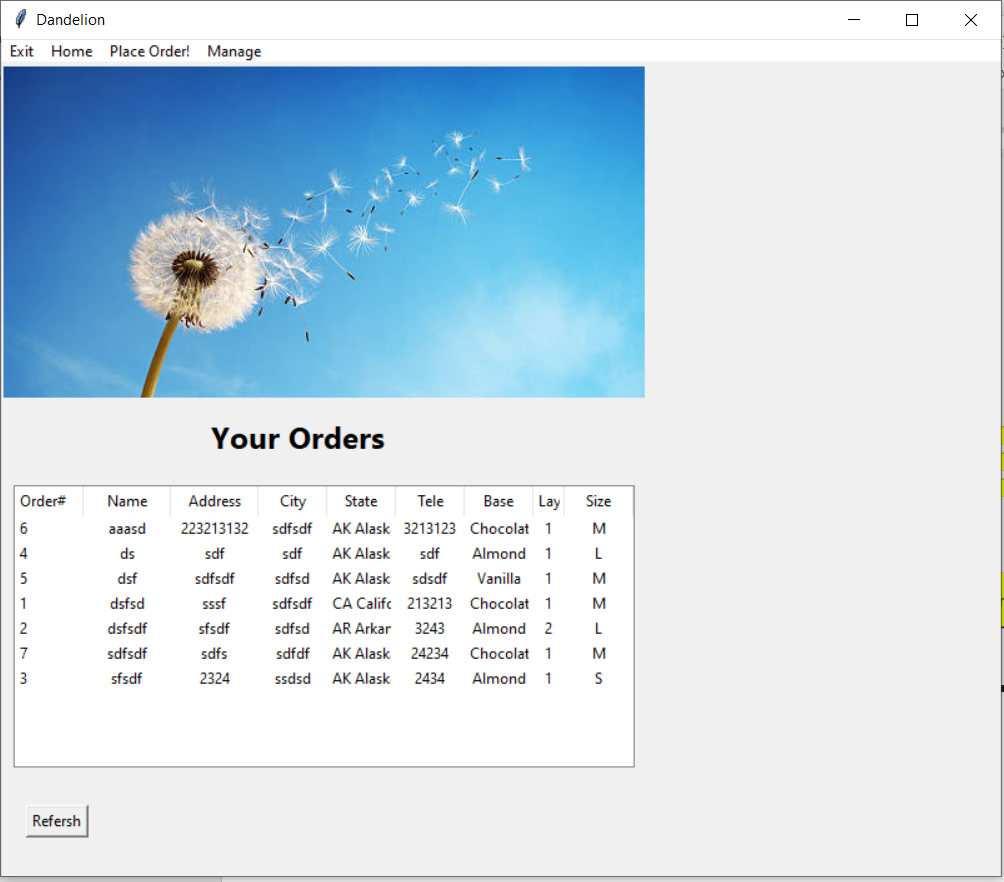 Dandelion
Exit Home Place Order! Manage
Your Orders
Order# Name Address City State Tele Base Lay Size
6 aaasd 223213132 sdfsdf AK Alask 3213123 Chocolat 1 M
4 ds sdf sdf AK Alask sdf Almond 1 L
5 dsf sdfsdf sdfsd AK Alask sdsdf Vanilla 1 M
1 dsfsd sssf sdfsdf CA Califc 213213 Chocolat 1 M
2 dsfsdf sfsdf sdfsd AR Arkar 3243 Almond 2 L
7 sdfsdf sdfs sdfdf AK Alask 24234 Chocolat 1 M
3 sfsdf 2324 ssdsd AK Alask 2434 Almond 1 S
Refersh